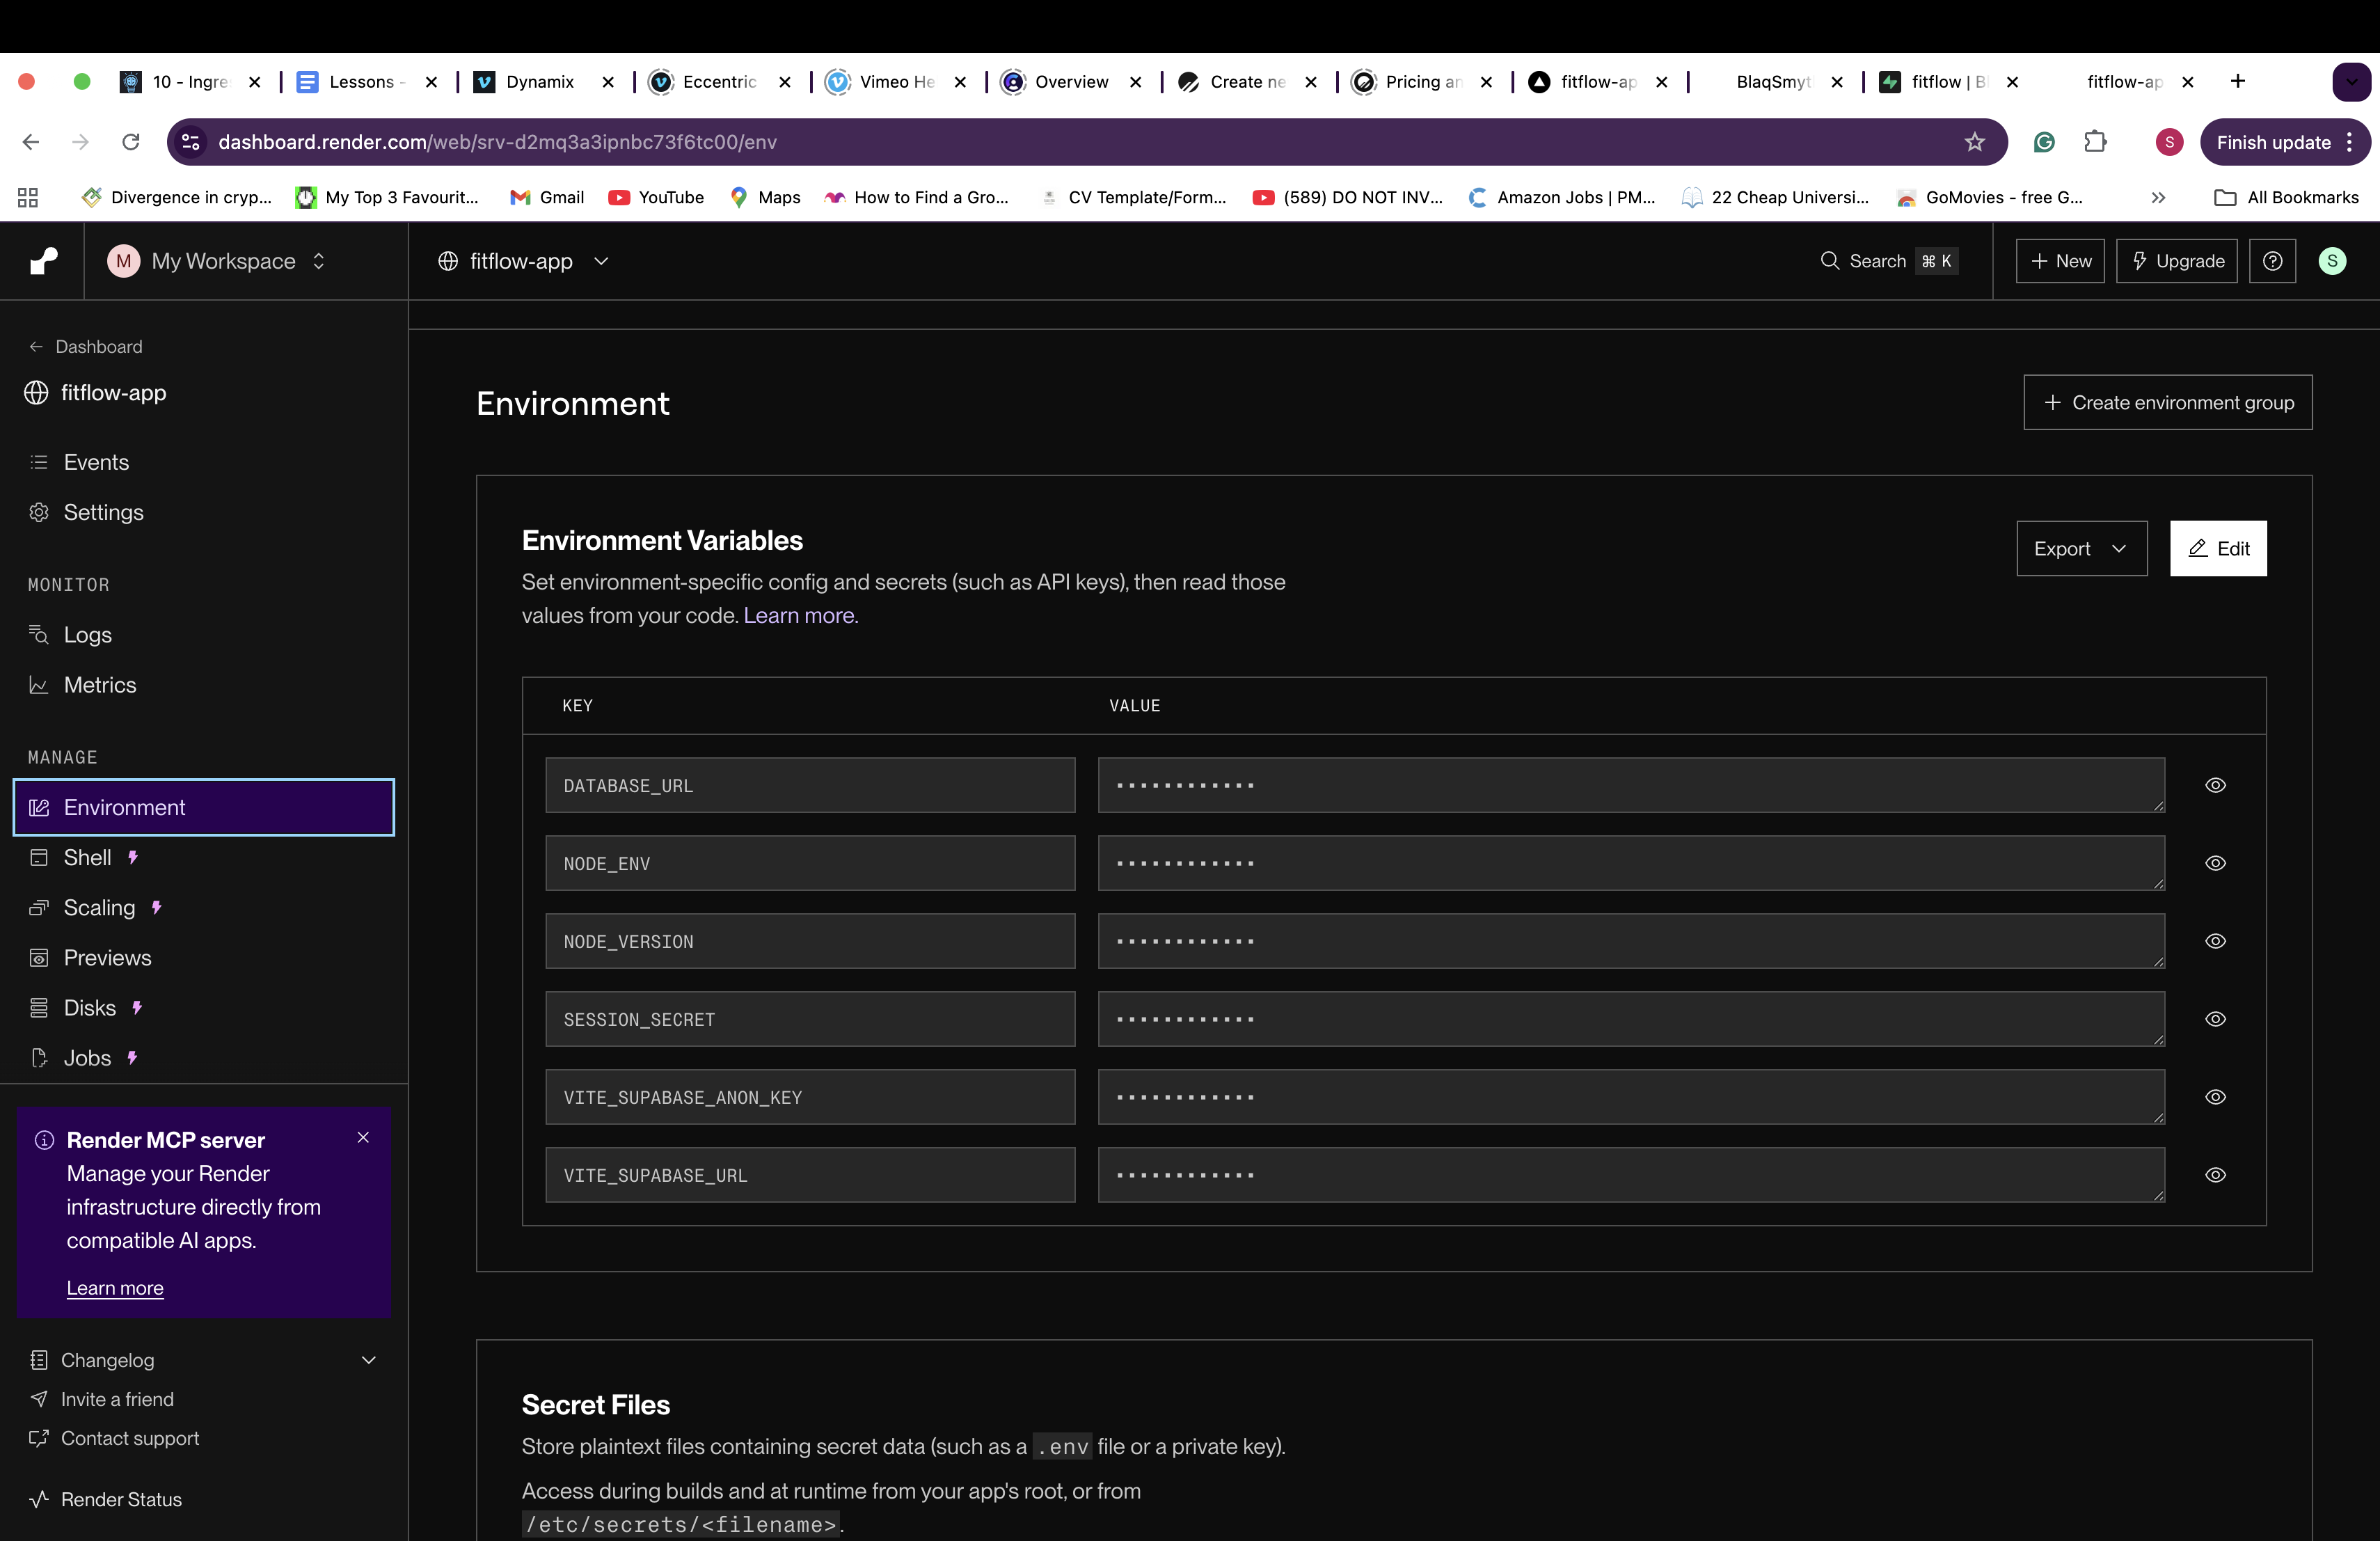 10 - Ingre
Lessons -
Dynamix
Eccentric
Vimeo He
Overview
Create ne
Pricing an
fitflow-ap
BlaqSmyt
fitflow | Bl
fitflow-ap
dashboard.render.com/web/srv-d2mq3a3ipnbc73f6tc00/env
S
Finish update
Divergence in cryp...
My Top 3 Favourit...
Gmail
YouTube
Maps
How to Find a Gro...
CV Template/Form...
(589) DO NOT INV...
Amazon Jobs | PM...
22 Cheap Universi...
GoMovies - free G...
All Bookmarks
M My Workspace
fitflow-app
Search ⌘ K
+ New
Upgrade
S
← Dashboard
fitflow-app
Events
Settings
MONITOR
Logs
Metrics
MANAGE
Environment
Shell
Scaling
Previews
Disks
Jobs
Render MCP server
Manage your Render
infrastructure directly from
compatible AI apps.
Learn more
Changelog
Invite a friend
Contact support
Render Status
Environment
+ Create environment group
Environment Variables
Export
Edit
Set environment-specific config and secrets (such as API keys), then read those
values from your code. Learn more.
KEY VALUE
DATABASE_URL ............
NODE_ENV ............
NODE_VERSION ............
SESSION_SECRET ............
VITE_SUPABASE_ANON_KEY ............
VITE_SUPABASE_URL ............
Secret Files
Store plaintext files containing secret data (such as a .env file or a private key).
Access during builds and at runtime from your app's root, or from
/etc/secrets/<filename>.